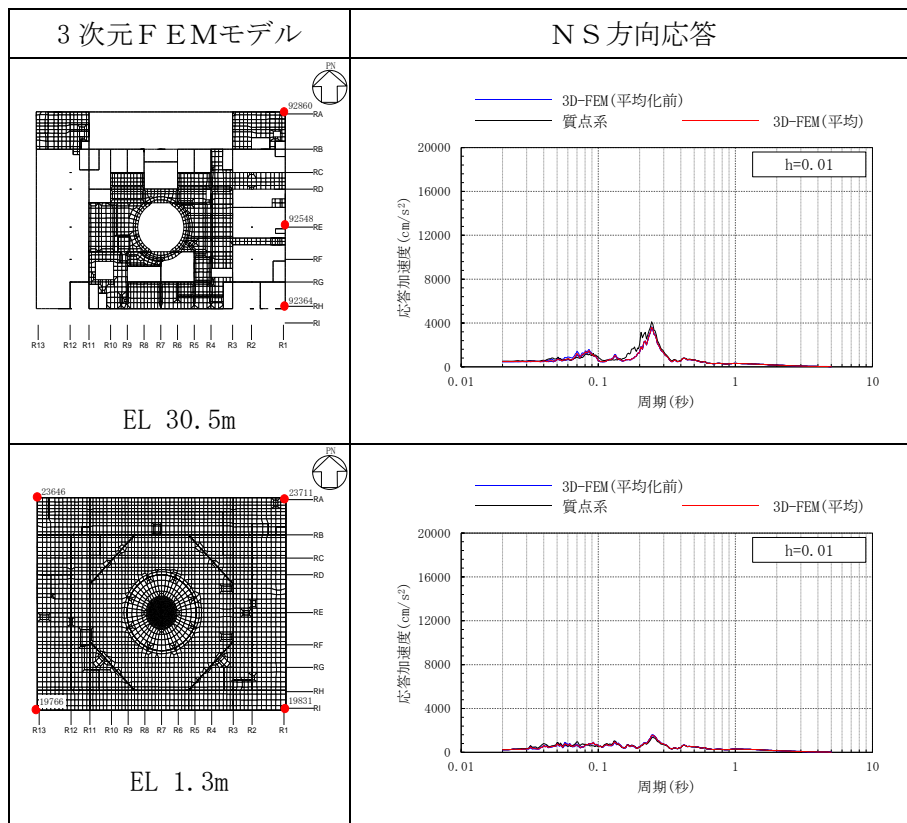 3次元FEMモデル
NS方向応答
PN
92860
RA
RB
RC
RD
92548
RE
RF
RG
92364
RH
RI
R13 R12 R11 R10 R9 R8 R7 R6 R5 R4 R3 R2 R1
EL 30.5m
3D-FEM(平均化前)
質点系 3D-FEM(平均)
h=0.01
応答加速度(cm/s²)
20000
16000
12000
8000
4000
0
0.01 0.1 1 10
周期(秒)
PN
23646
23711
RA
RB
RC
RD
RE
RF
RG
RH
19766
19831
RI
R13 R12 R11 R10 R9 R8 R7 R6 R5 R4 R3 R2 R1
EL 1.3m
3D-FEM(平均化前)
質点系 3D-FEM(平均)
h=0.01
応答加速度(cm/s²)
20000
16000
12000
8000
4000
0
0.01 0.1 1 10
周期(秒)